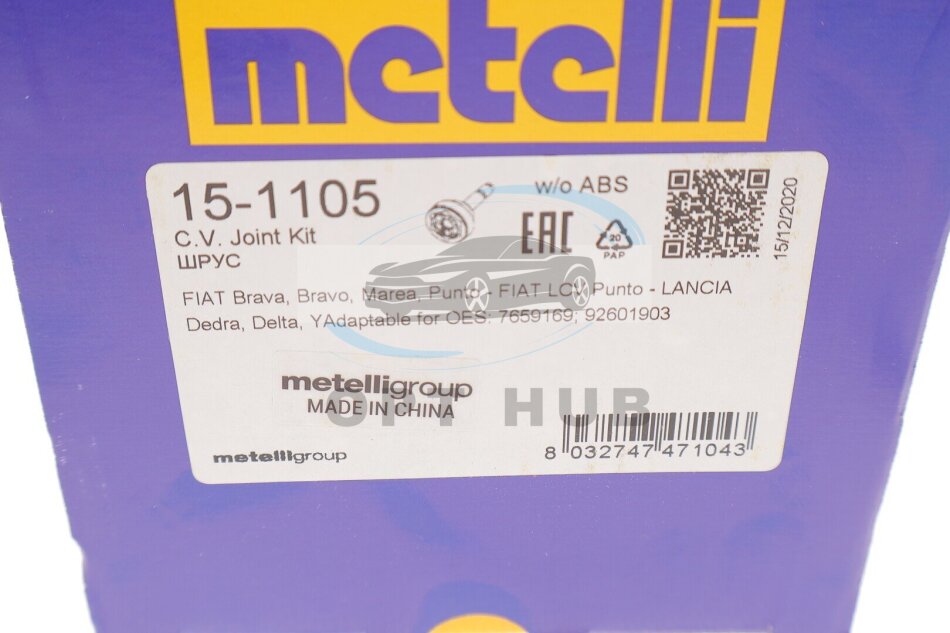 metelli
15-1105
w/o ABS
C.V. Joint Kit
ШРУС
EAC
20
PAP
15/12/2020
FIAT Brava, Bravo, Marea, Punto - FIAT LCV Punto - LANCIA
Dedra, Delta, YAdaptable for OES: 7659169; 92601903
metelligroup
MADE IN CHINA
OPT HUB
metelligroup
8 032747 471043